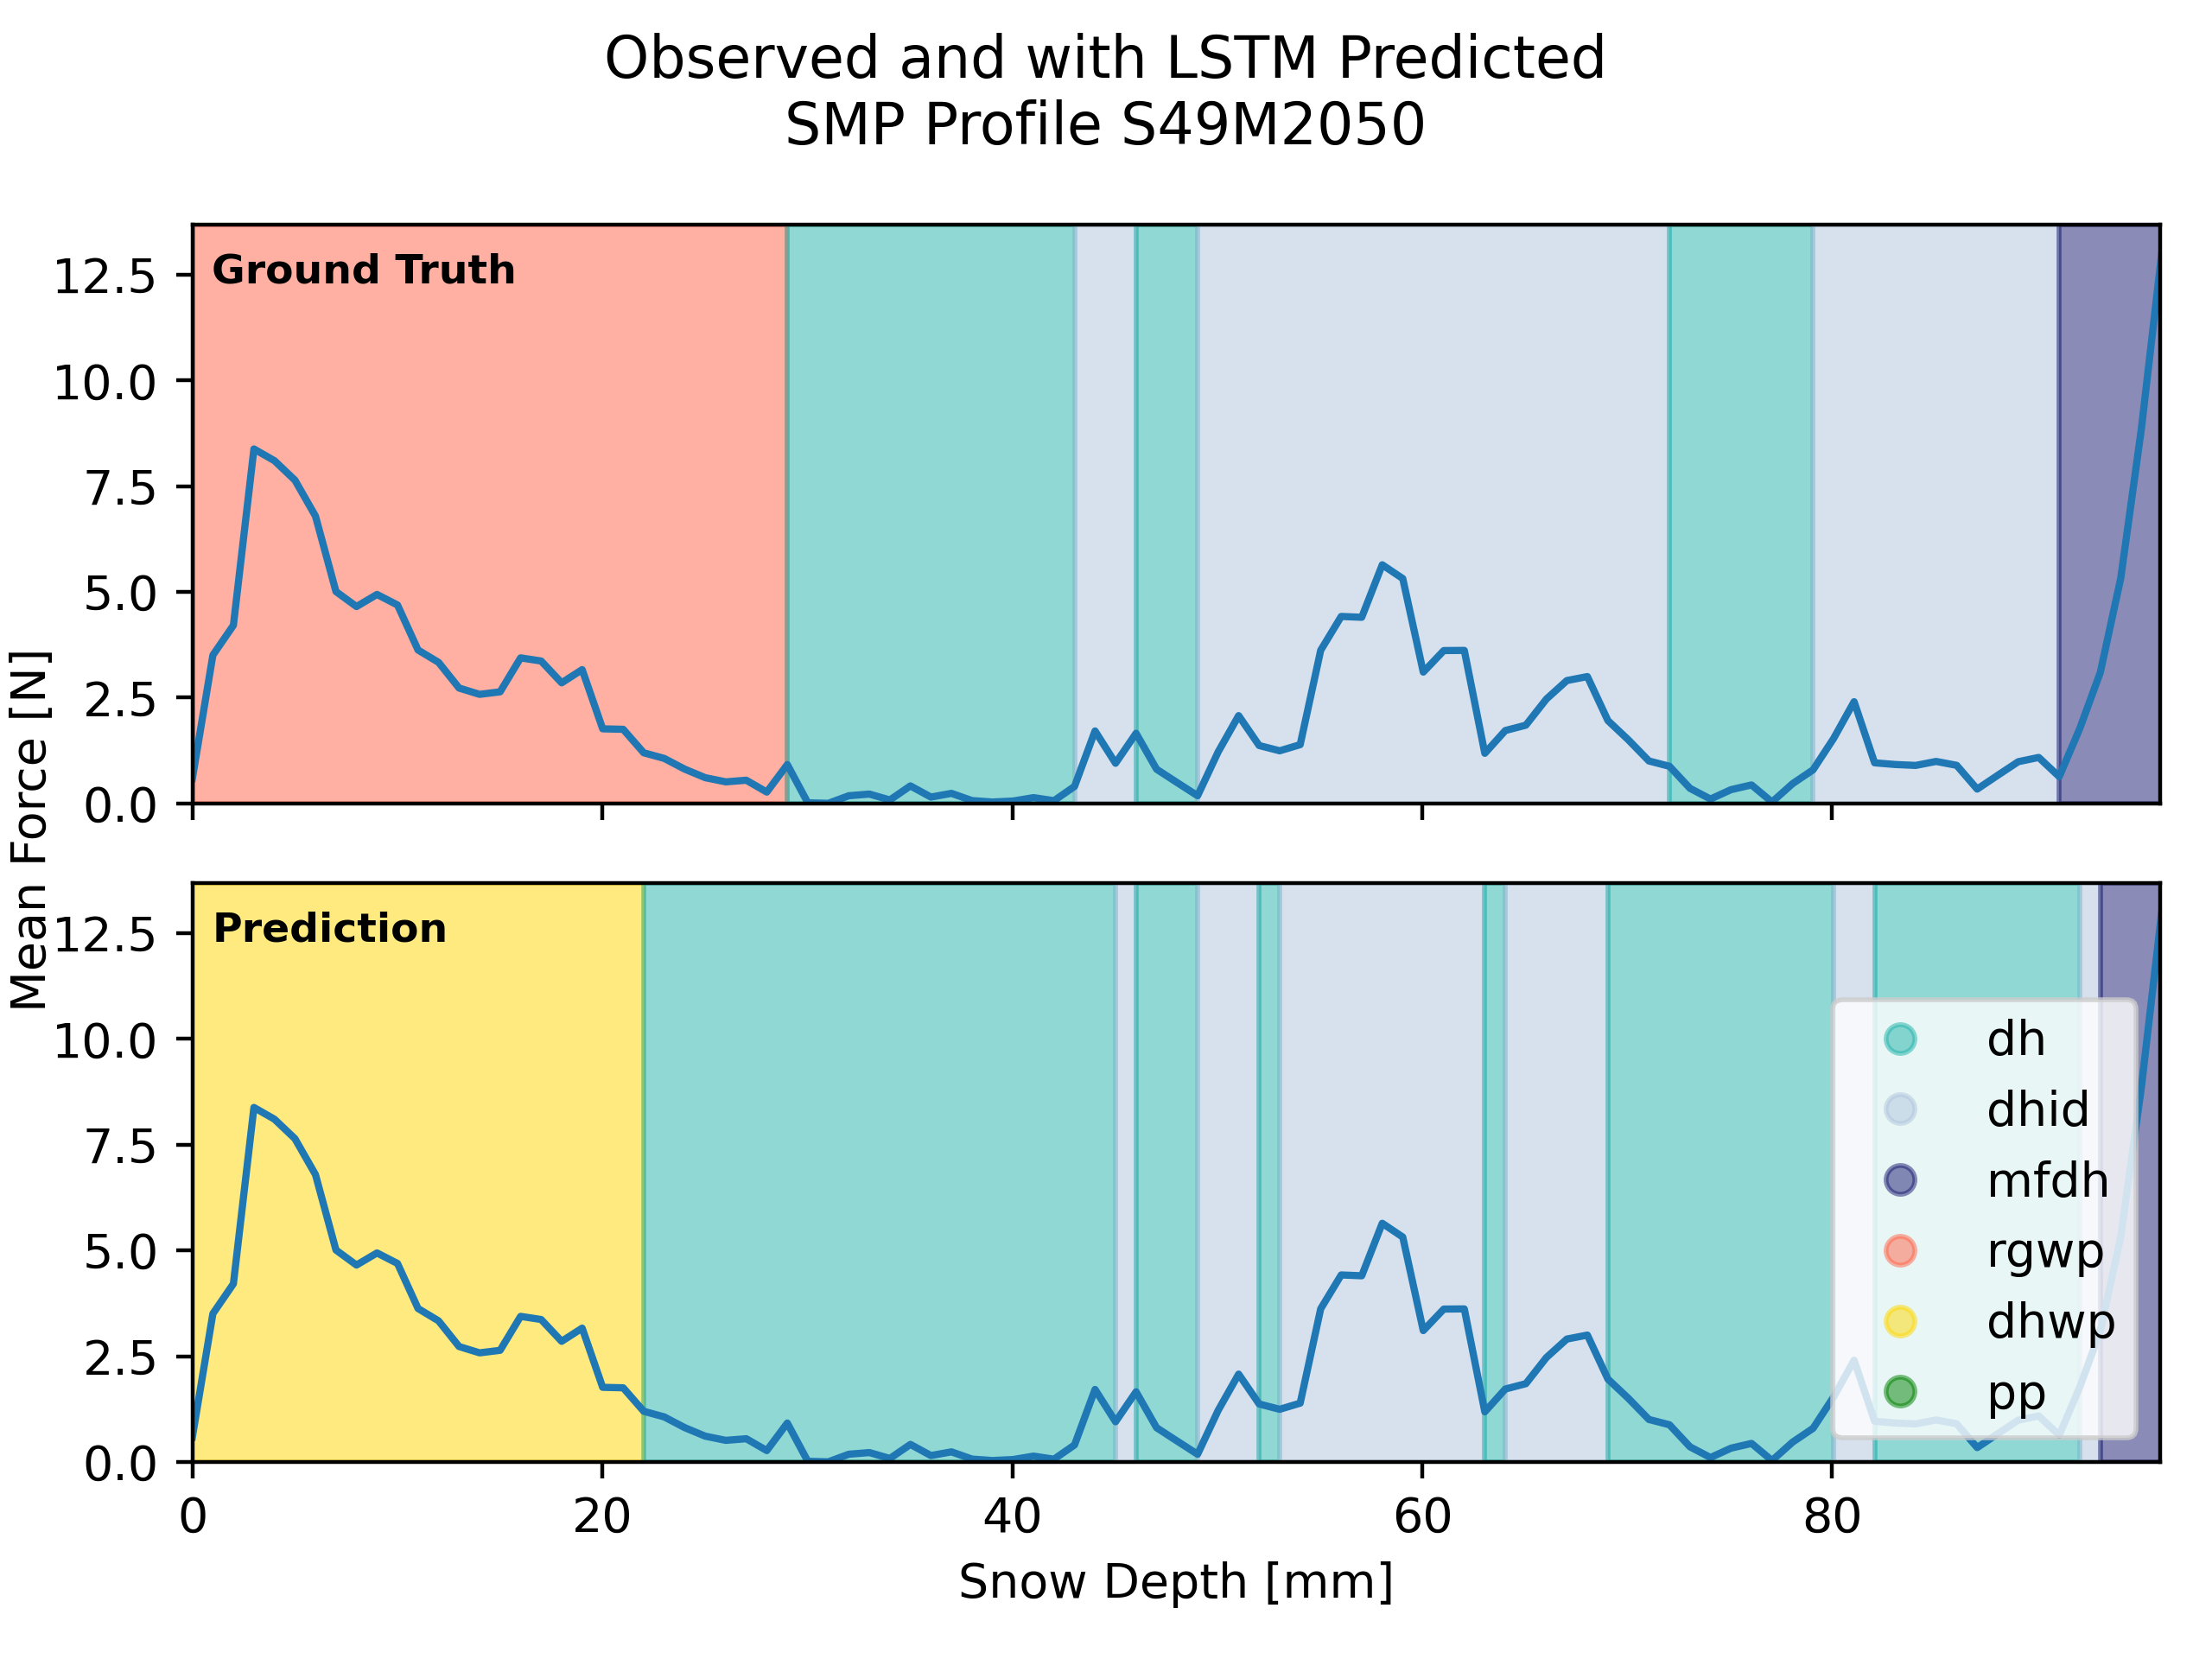 Observed and with LSTM Predicted
SMP Profile S49M2050
Mean Force [N]
Ground Truth
12.5
10.0
7.5
5.0
2.5
0.0
Prediction
12.5
10.0
7.5
5.0
2.5
0.0
dh
dhid
mfdh
rgwp
dhwp
pp
0 20 40 60 80
Snow Depth [mm]